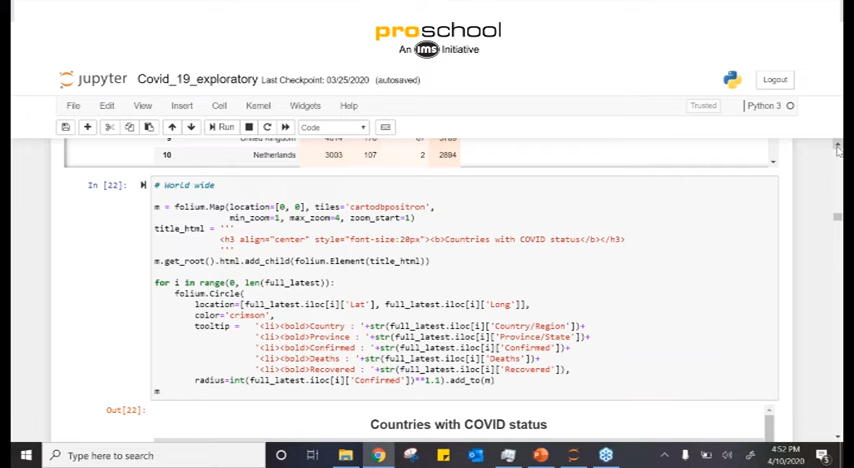 proschool
An ims Initiative
jupyter Covid_19_exploratory Last Checkpoint: 03/25/2020 (autosaved)
Logout
File Edit View Insert Cell Kernel Widgets Help
Trusted
Python 3
Run
Code
10 Netherlands 3003 107 2 2894
In [22]:
# World wide
m = folium.Map(location=[0, 0], tiles='cartodbpositron',
min_zoom=1, max_zoom=4, zoom_start=1)
title_html = '''
<h3 align="center" style="font-size:20px"><b>Countries with COVID status</b></h3>
'''
m.get_root().html.add_child(folium.Element(title_html))
for i in range(0, len(full_latest)):
folium.Circle(
location=[full_latest.iloc[i]['Lat'], full_latest.iloc[i]['Long']],
color='crimson',
tooltip = '<li><bold>Country : '+str(full_latest.iloc[i]['Country/Region'])+
'<li><bold>Province : '+str(full_latest.iloc[i]['Province/State'])+
'<li><bold>Confirmed : '+str(full_latest.iloc[i]['Confirmed'])+
'<li><bold>Deaths : '+str(full_latest.iloc[i]['Deaths'])+
'<li><bold>Recovered : '+str(full_latest.iloc[i]['Recovered']),
radius=int(full_latest.iloc[i]['Confirmed'])**1.1).add_to(m)
m
Out[22]:
Countries with COVID status
Type here to search
4:52 PM
4/10/2020